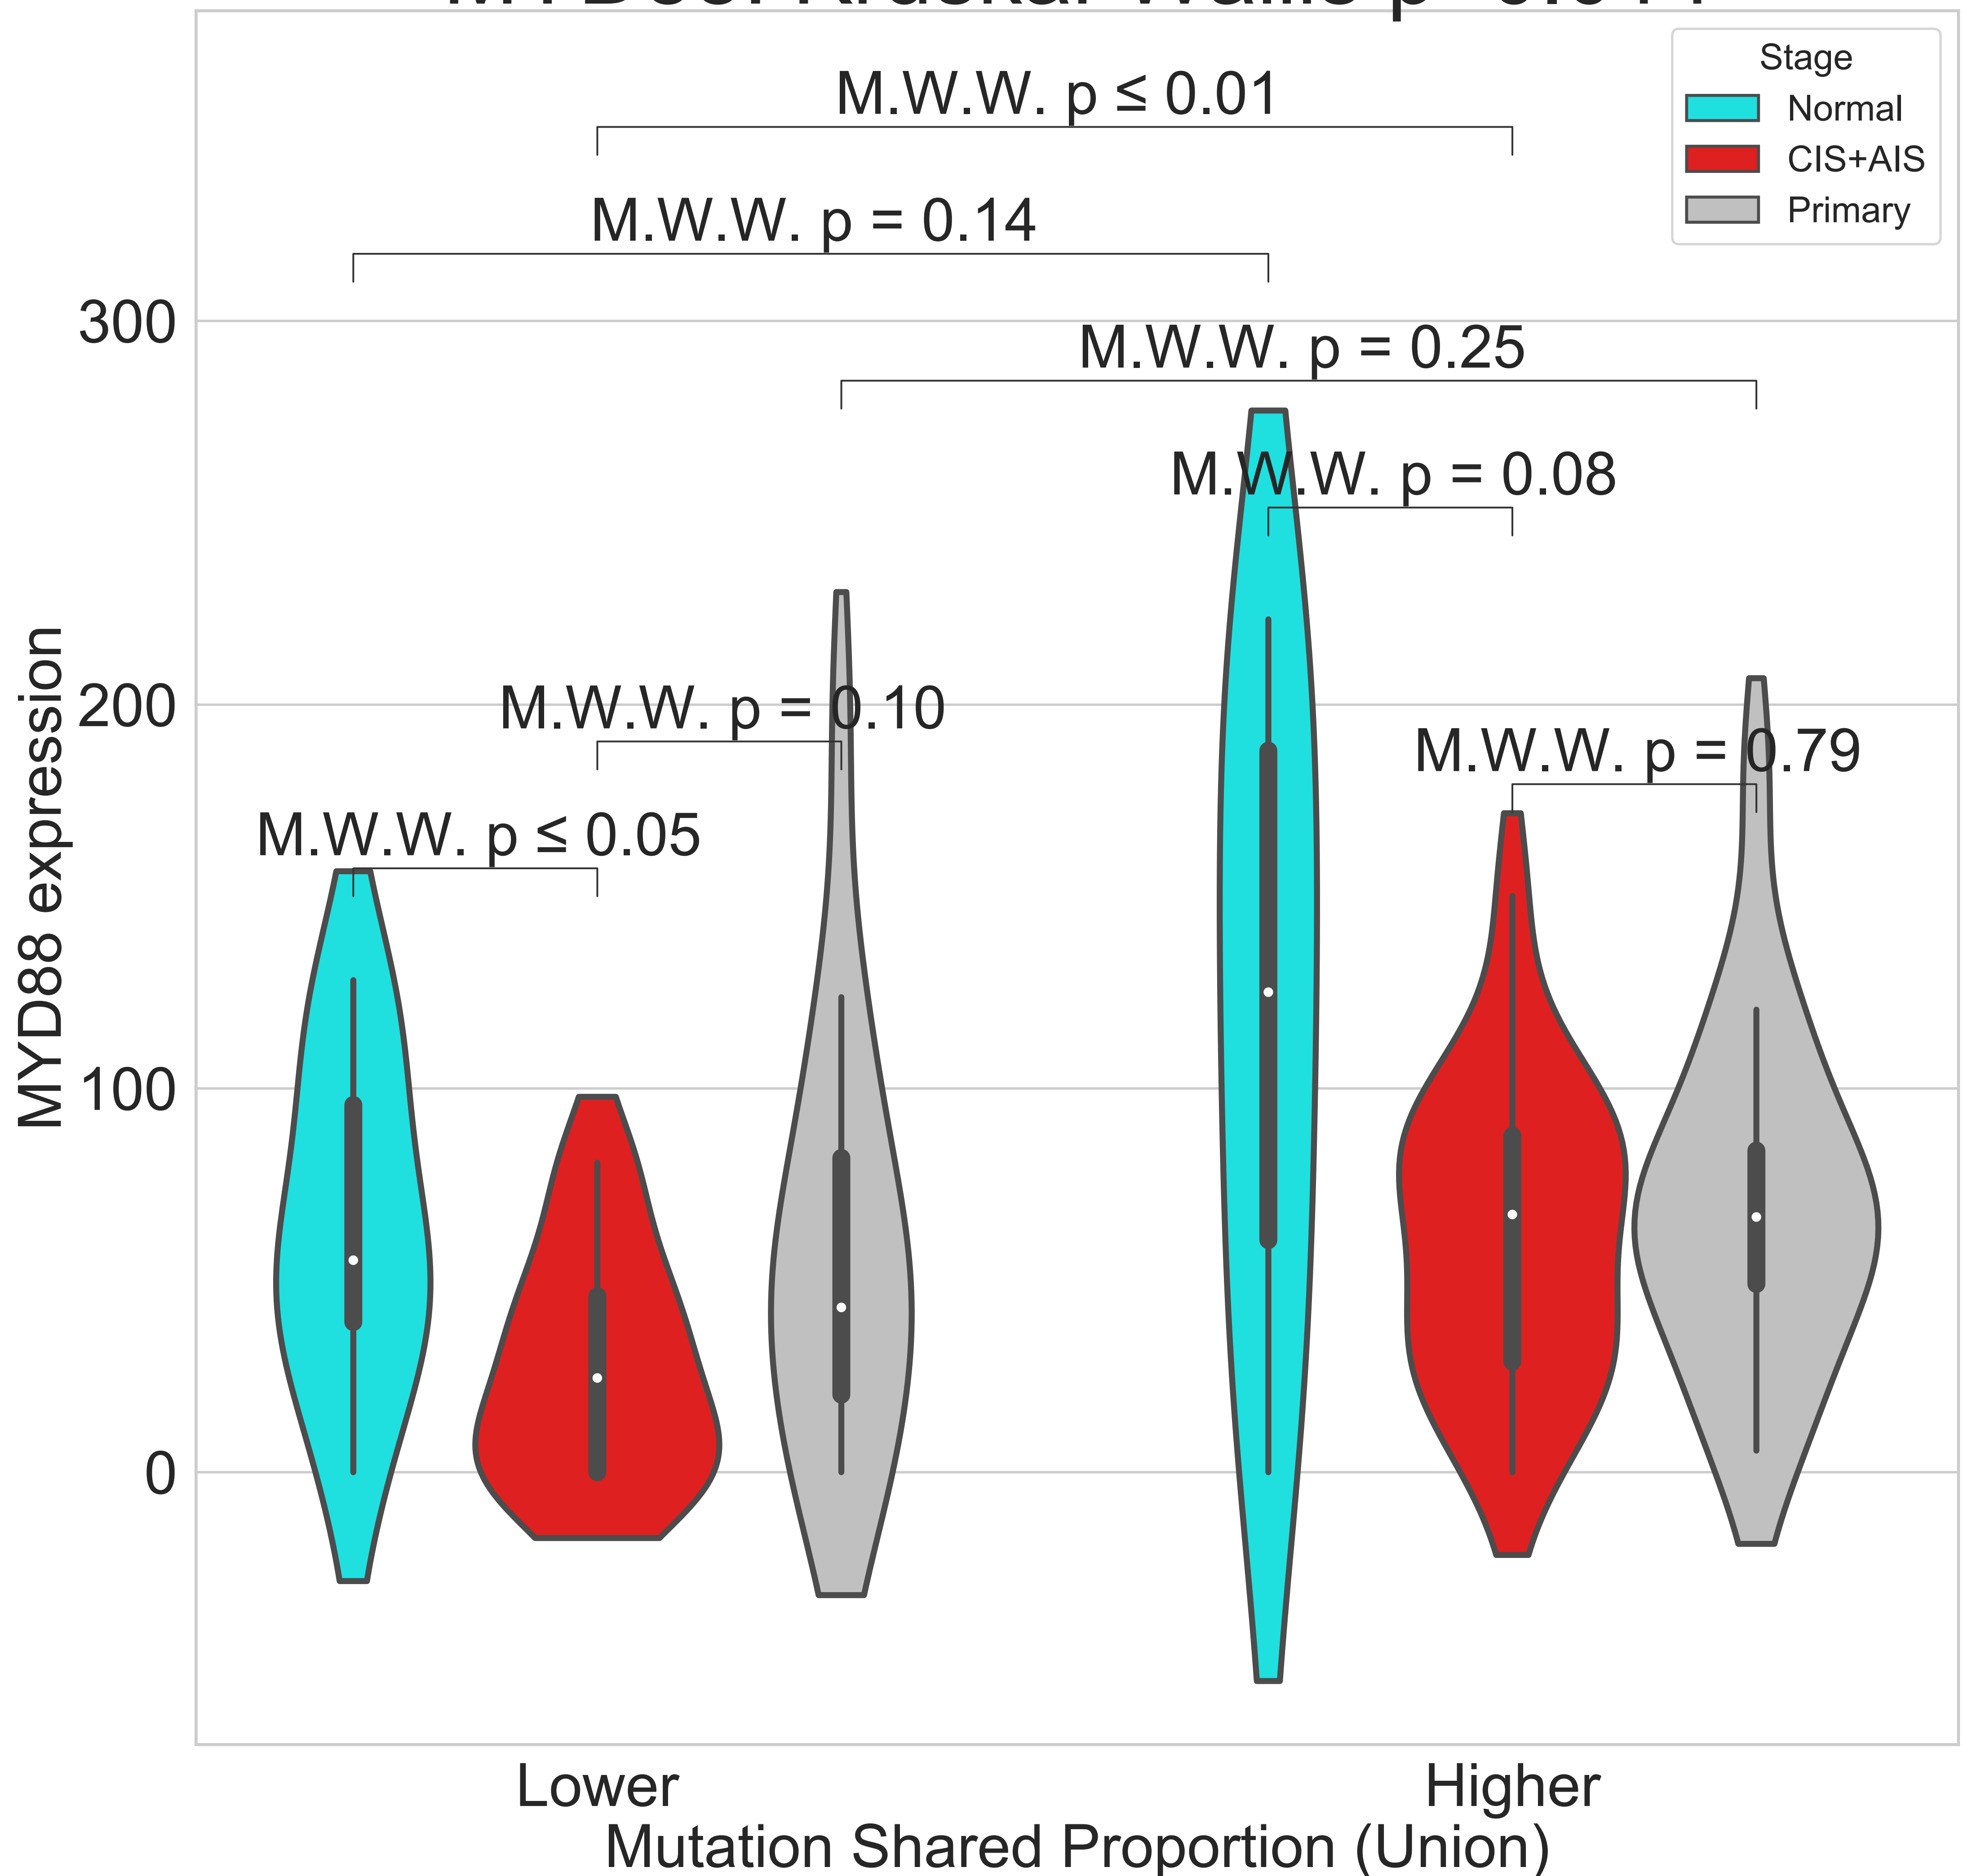 Stage
Normal
CIS+AIS
Primary
M.W.W. p ≤ 0.01
M.W.W. p = 0.14
300
M.W.W. p = 0.25
M.W.W. p = 0.08
200
M.W.W. p = 0.10
M.W.W. p = 0.79
M.W.W. p ≤ 0.05
MYD88 expression
100
0
Lower
Higher
Mutation Shared Proportion (Union)